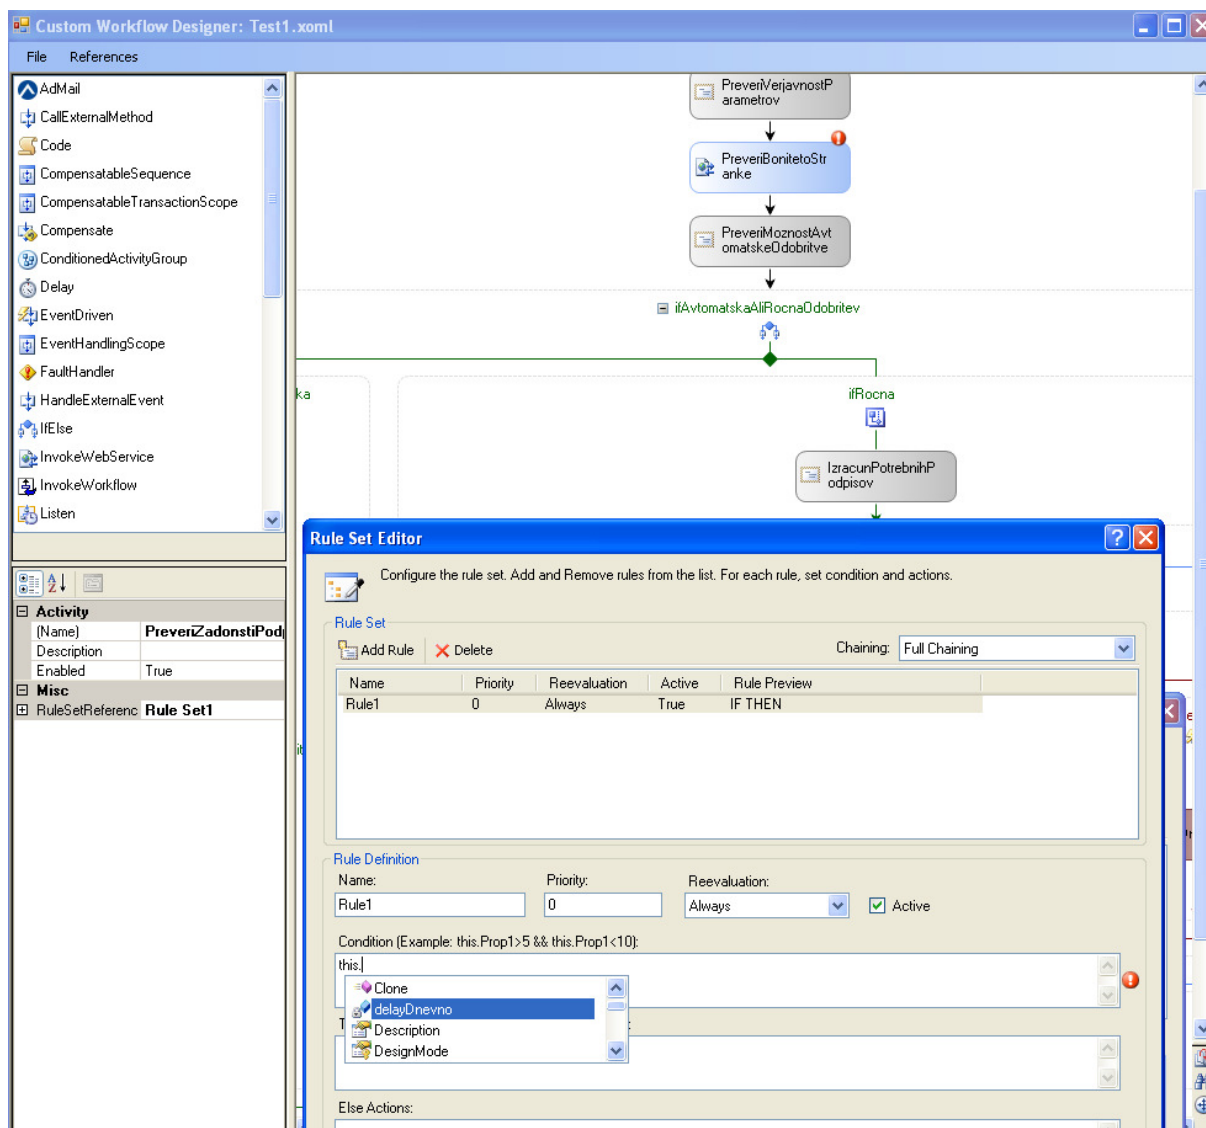 Custom Workflow Designer: Test1.xoml
File References
AdMail
CallExternalMethod
Code
CompensatableSequence
CompensatableTransactionScope
Compensate
ConditionedActivityGroup
Delay
EventDriven
EventHandlingScope
FaultHandler
HandleExternalEvent
IfElse
InvokeWebService
InvokeWorkflow
Listen
Activity
(Name) PreveriZadonstiPodp
Description
Enabled True
Misc
RuleSetReferenc Rule Set1
PreveriVerjavnostP
arametrov
PreveriBonitetoStr
anke
PreveriMoznostAvt
omatskeOdobritve
ifAvtomatskaAliRocnaOdobritev
ka
ifRocna
IzracunPotrebnihP
odpisov
Rule Set Editor
Configure the rule set. Add and Remove rules from the list. For each rule, set condition and actions.
Rule Set
Add Rule Delete Chaining: Full Chaining
Name Priority Reevaluation Active Rule Preview
Rule1 0 Always True IF THEN
Rule Definition
Name: Priority: Reevaluation:
Rule1 0 Always Active
Condition (Example: this.Prop1>5 && this.Prop1<10):
this.
Clone
delayDnevno
Description
DesignMode
Else Actions: